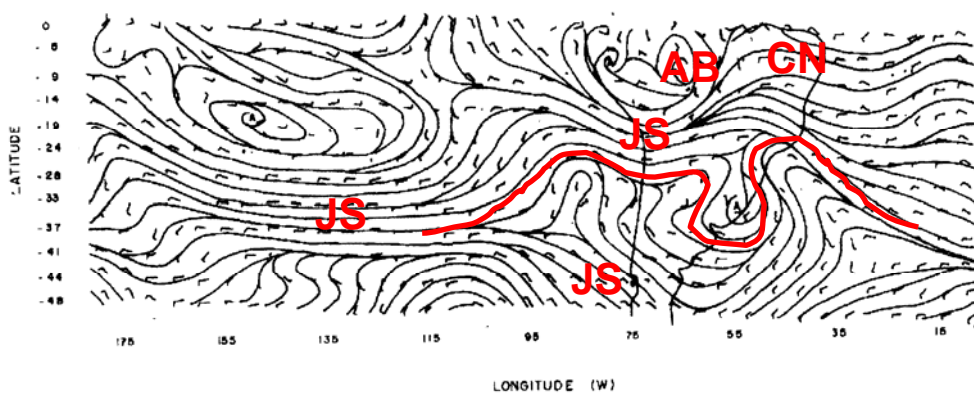 0
- 5
- 9
- 14
- 19
- 24
- 28
- 33
- 37
- 41
- 44
- 48
LATITUDE
AB
CN
JS
JS
JS
A
175
155
135
115
95
75
55
35
15
LONGITUDE (W)